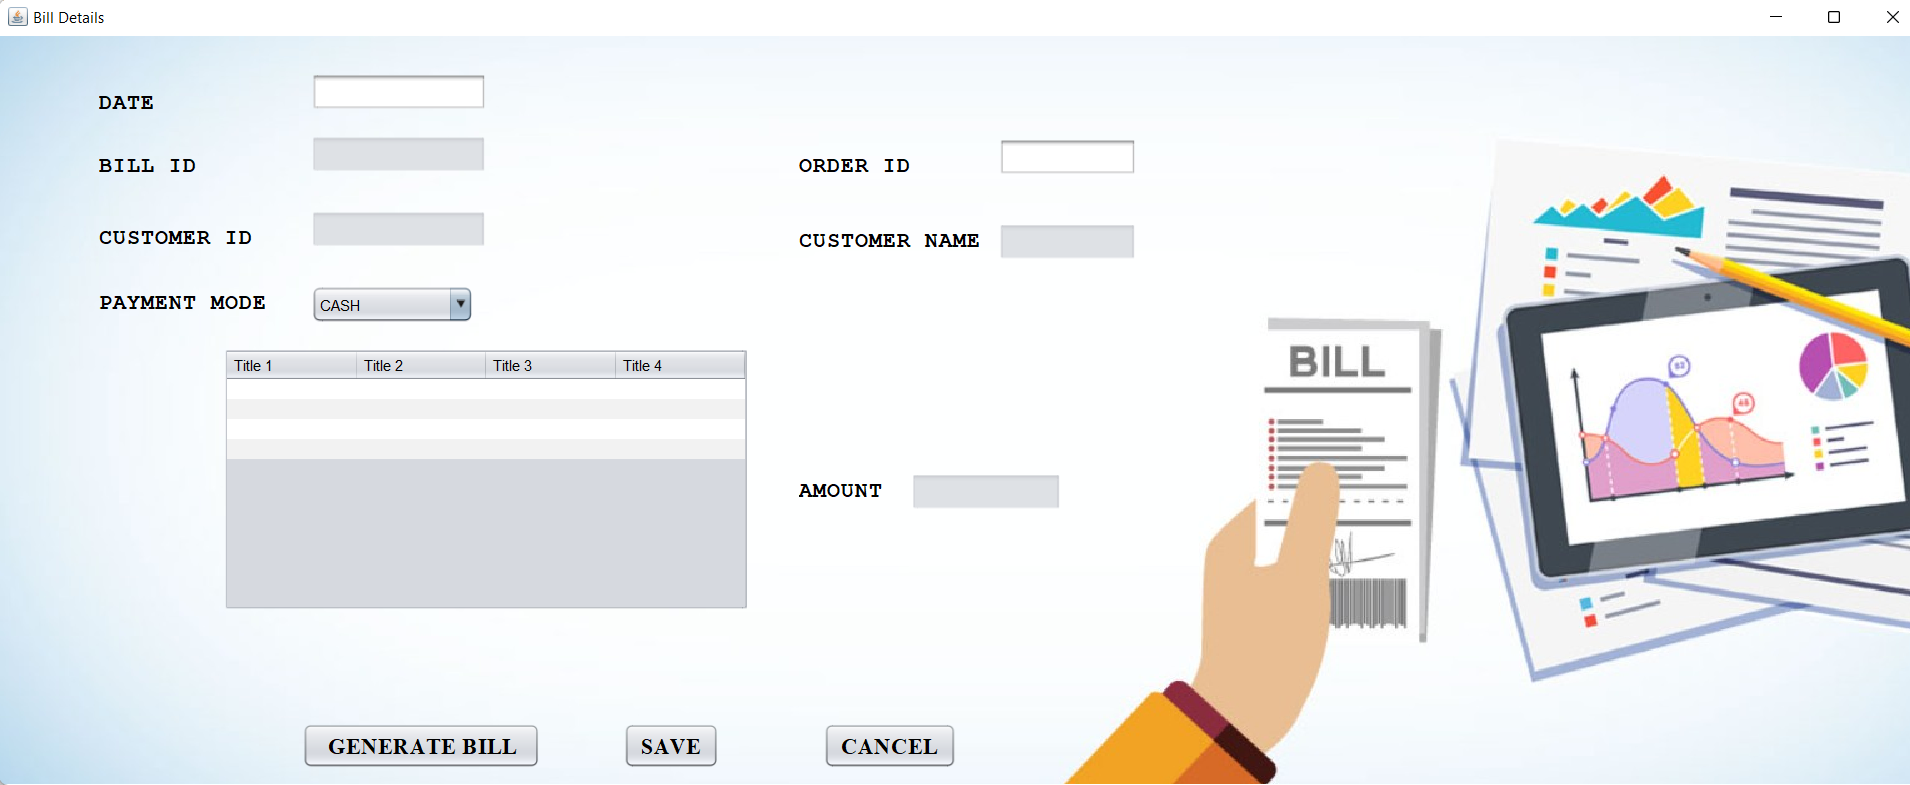 Bill Details
DATE
BILL ID
ORDER ID
CUSTOMER ID
CUSTOMER NAME
PAYMENT MODE
CASH
Title 1 Title 2 Title 3 Title 4
BILL
AMOUNT
GENERATE BILL SAVE CANCEL